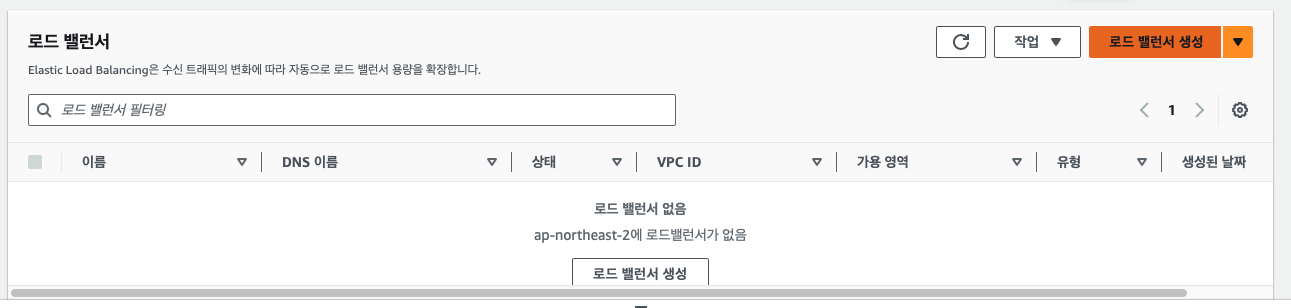 로드 밸런서
작업
로드 밸런서 생성
Elastic Load Balancing은 수신 트래픽의 변화에 따라 자동으로 로드 밸런서 용량을 확장합니다.
로드 밸런서 필터링
1
이름 DNS 이름 상태 VPC ID 가용 영역 유형 생성된 날짜
로드 밸런서 없음
ap-northeast-2에 로드밸런서가 없음
로드 밸런서 생성